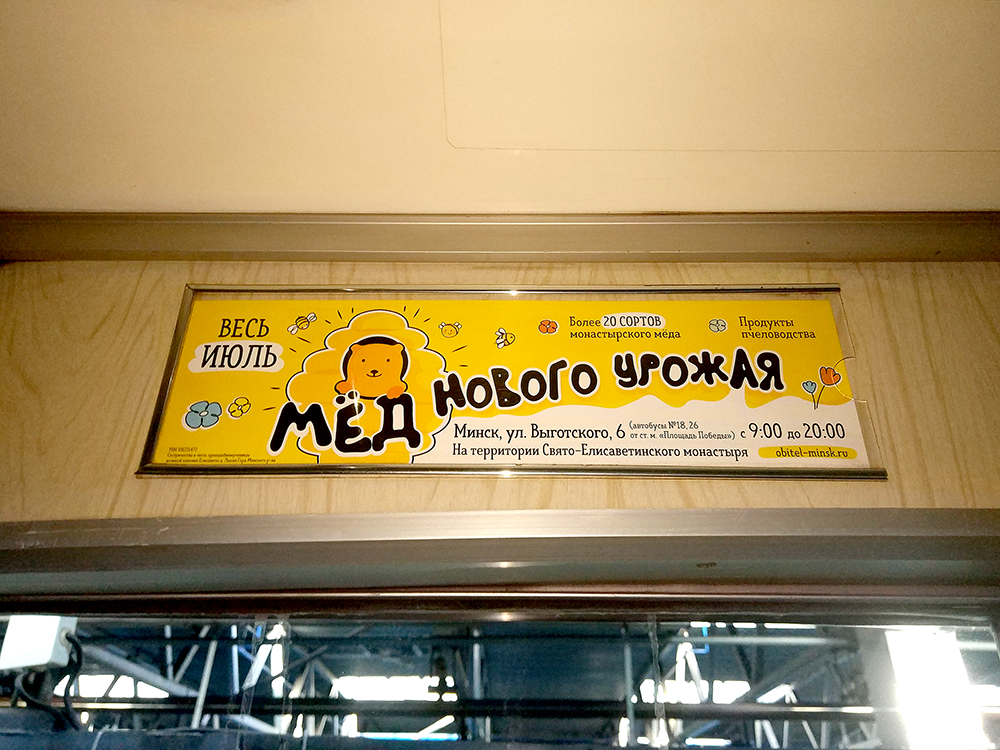 ВЕСЬ
ИЮЛЬ
МЁД НОВОГО УРОЖАЯ
Более 20 СОРТОВ
монастырского мёда
Продукты
пчеловодства
Минск, ул. Выготского, 6 (автобусы №18, 26
от ст. м. «Площадь Победы») с 9:00 до 20:00
На территории Свято-Елисаветинского монастыря
obitel-minsk.ru